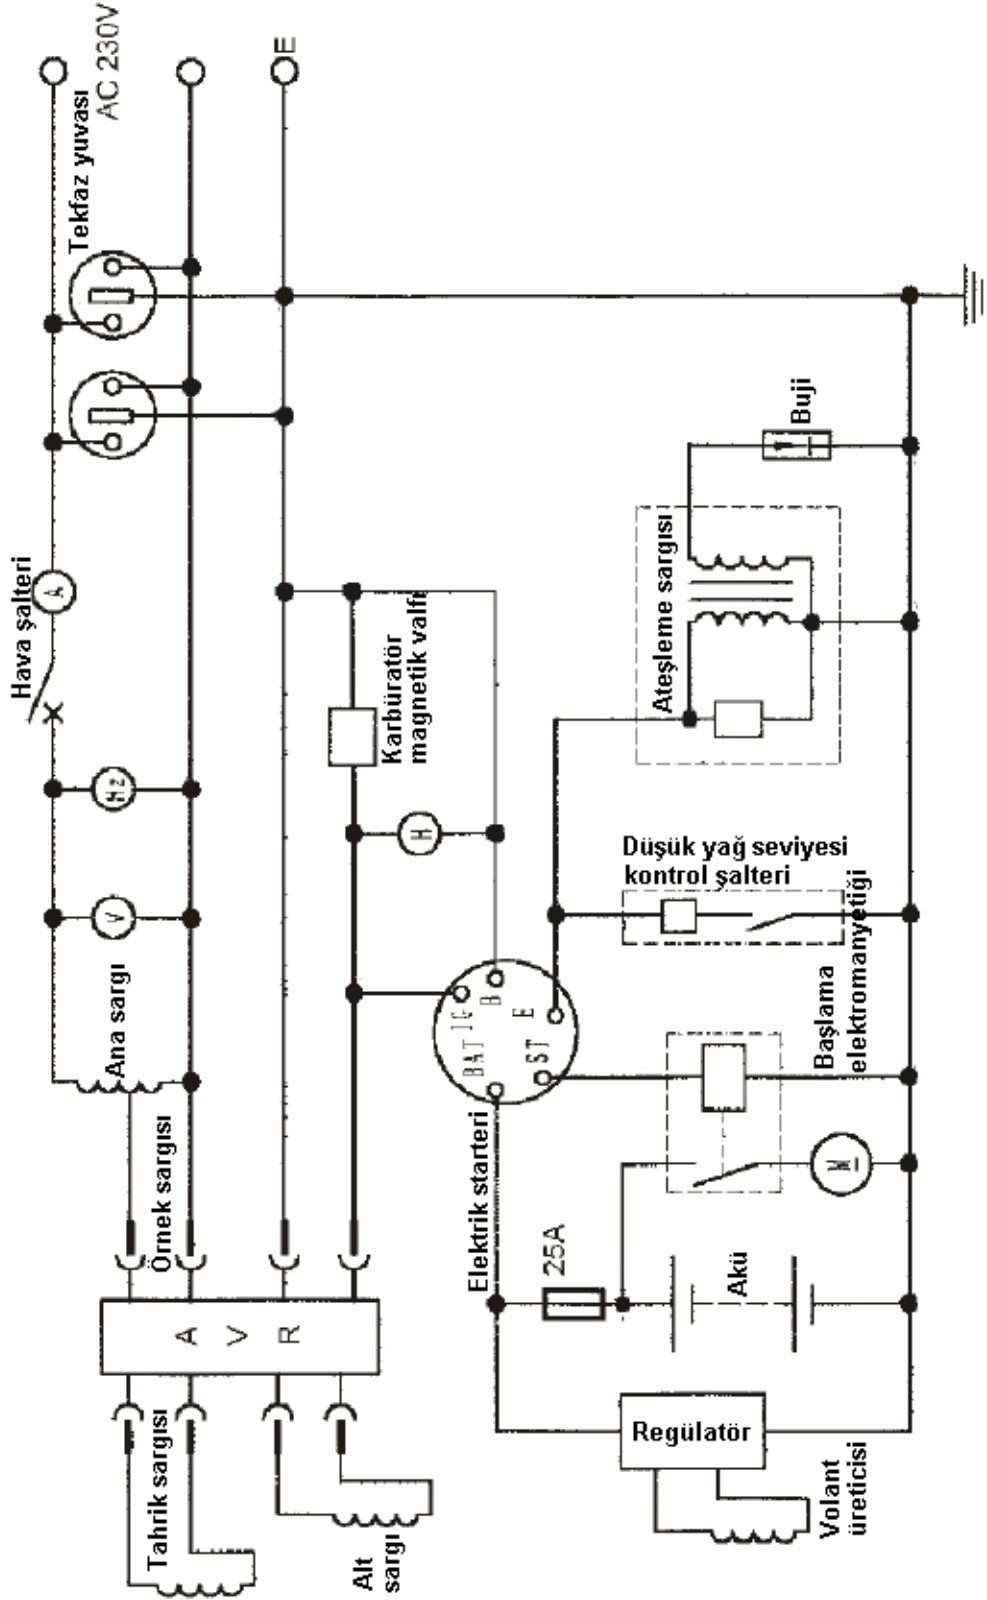 Hava şalteri
A
Tekfaz yuvası
AC 230V
E
Hz
V
Ana sargı
Örnek sargısı
Karbüratör
magnetik valfı
H
A V R
Tahrik sargısı
Alt
sargı
Elektrik starteri
BAT IG B
ST E
Düşük yağ seviyesi
kontrol şalteri
Ateşleme sargısı
Buji
Başlama
elektromanyetiği
25A
Akü
M
Regülatör
Volant
üreticisi